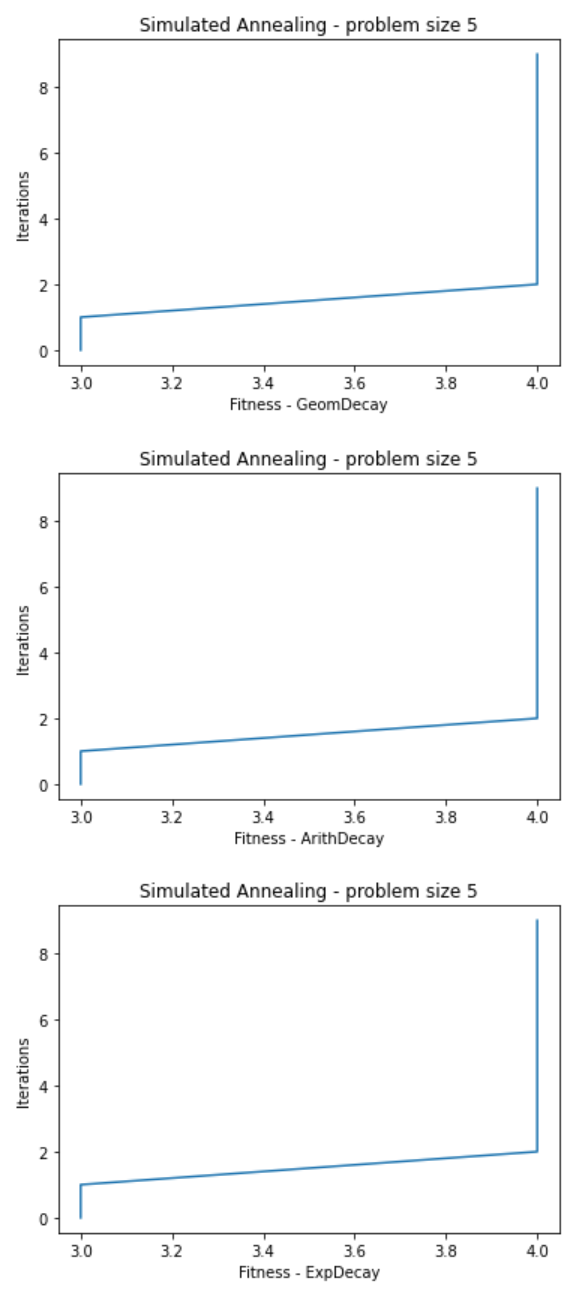 Simulated Annealing - problem size 5
8
6
Iterations
4
2
0
3.0 3.2 3.4 3.6 3.8 4.0
Fitness - GeomDecay
Simulated Annealing - problem size 5
8
6
Iterations
4
2
0
3.0 3.2 3.4 3.6 3.8 4.0
Fitness - ArithDecay
Simulated Annealing - problem size 5
8
6
Iterations
4
2
0
3.0 3.2 3.4 3.6 3.8 4.0
Fitness - ExpDecay